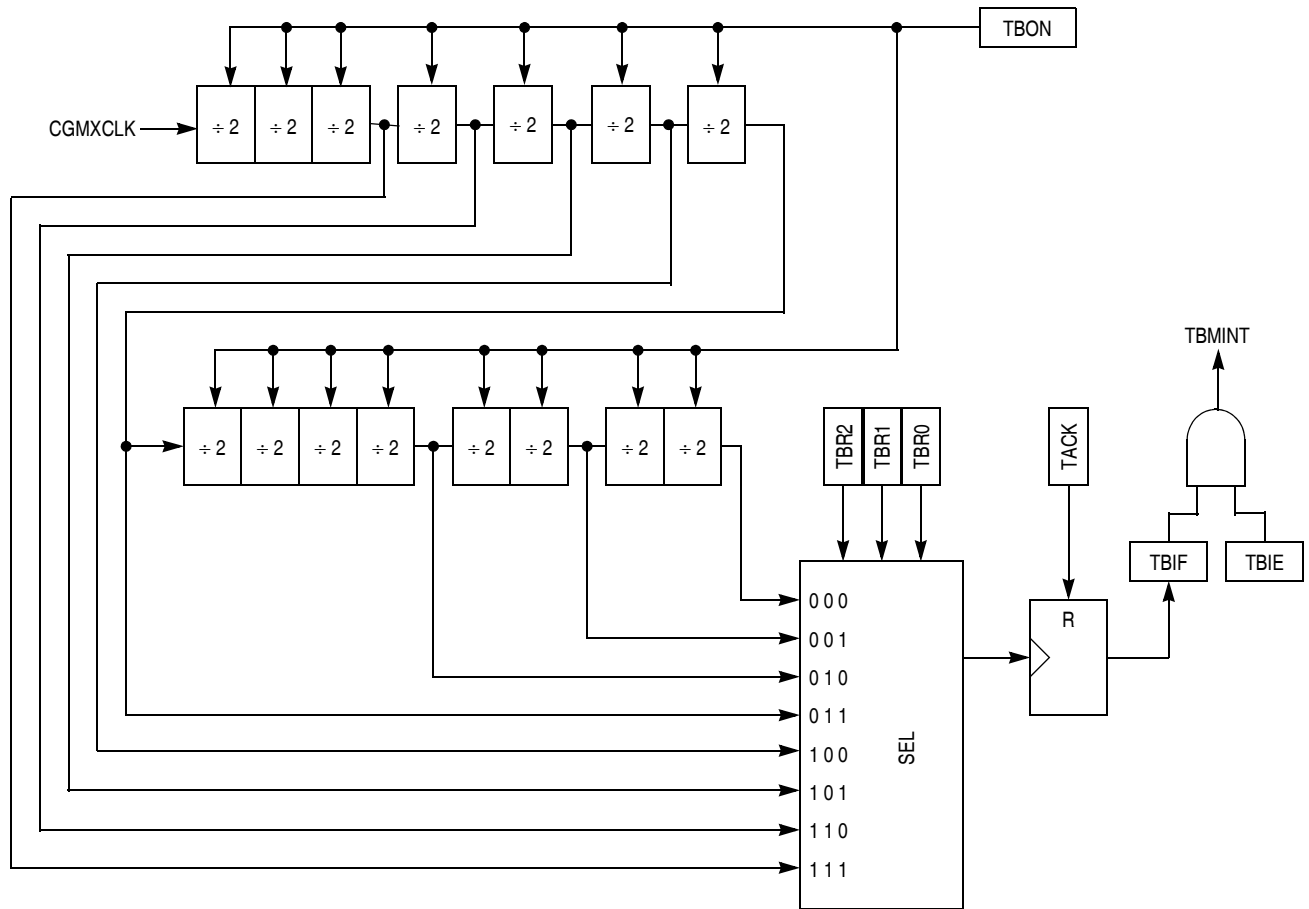 TBON
CGMXCLK
÷ 2 ÷ 2 ÷ 2 ÷ 2 ÷ 2 ÷ 2 ÷ 2
TBMINT
÷ 2 ÷ 2 ÷ 2 ÷ 2 ÷ 2 ÷ 2 ÷ 2 ÷ 2
TBR2 TBR1 TBR0
TACK
TBIF
TBIE
0 0 0
0 0 1
0 1 0
0 1 1
1 0 0
1 0 1
1 1 0
1 1 1
SEL
R